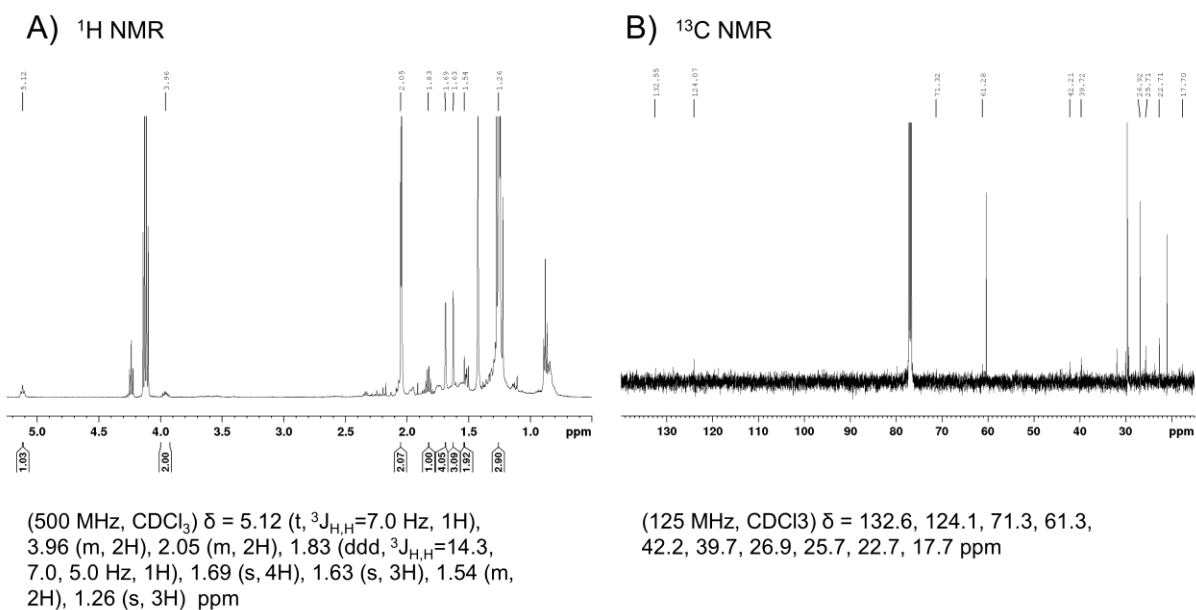 A) ¹H NMR
B) ¹³C NMR
5.12
3.96
2.05
1.83
1.69
1.63
1.54
1.26
132.55
124.07
71.32
61.28
42.21
39.72
26.92
25.71
22.71
17.70
5.0 4.5 4.0 3.5 3.0 2.5 2.0 1.5 1.0 ppm
130 120 110 100 90 80 70 60 50 40 30 ppm
1.03
2.00
2.07
1.00
4.05
3.09
1.92
2.90
(500 MHz, CDCl₃) δ = 5.12 (t, ³J_H,H=7.0 Hz, 1H),
3.96 (m, 2H), 2.05 (m, 2H), 1.83 (ddd, ³J_H,H=14.3,
7.0, 5.0 Hz, 1H), 1.69 (s, 4H), 1.63 (s, 3H), 1.54 (m,
2H), 1.26 (s, 3H) ppm
(125 MHz, CDCl3) δ = 132.6, 124.1, 71.3, 61.3,
42.2, 39.7, 26.9, 25.7, 22.7, 17.7 ppm